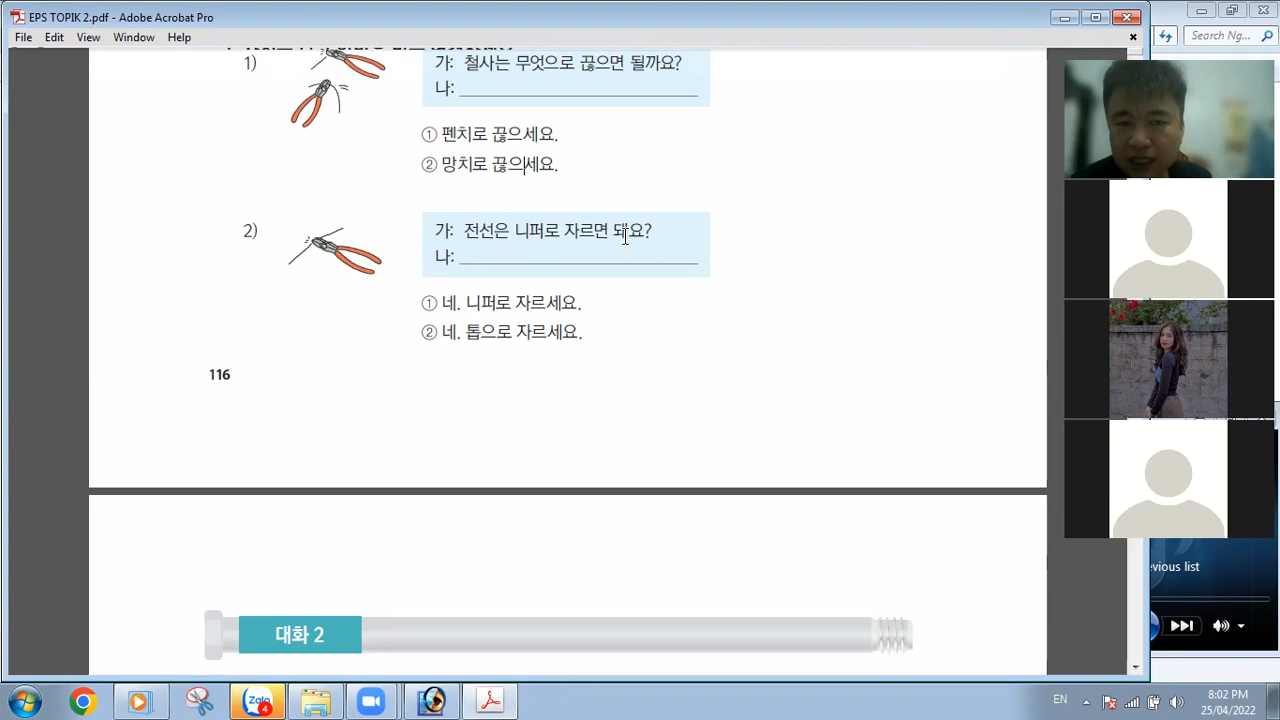 EPS TOPIK 2.pdf - Adobe Acrobat Pro
File Edit View Window Help
Search Ng...
1)
가: 철사는 무엇으로 끊으면 될까요?
나:
① 펜치로 끊으세요.
② 망치로 끊으세요.
2)
가: 전선은 니퍼로 자르면 돼요?
나:
① 네. 니퍼로 자르세요.
② 네. 톱으로 자르세요.
116
대화 2
evious list
Zalo
4
EN
8:02 PM
25/04/2022